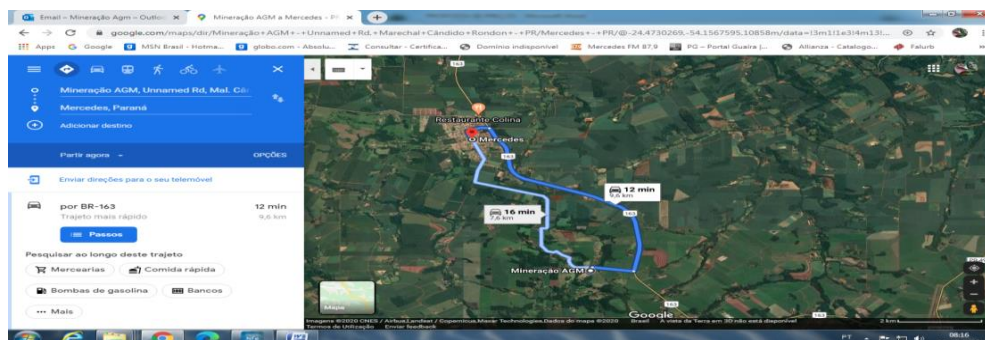 Email – Mineração Agm – Outloo
Mineração AGM a Mercedes - P
google.com/maps/dir/Mineração+AGM+-+Unnamed+Rd,+Marechal+Cândido+Rondon+-+PR/Mercedes+-+PR/@-24.4730269,-54.1567595,10858m/data=!3m1!1e3!4m13!...
Apps
Google
MSN Brasil - Hotma...
globo.com - Absolu...
Consultar - Certifica...
Domínio indisponível
Mercedes FM 87.9
PG – Portal Guaíra |...
Allianza - Catalogo...
Falurb
Mineração AGM, Unnamed Rd, Mal. Câ
Mercedes, Paraná
Adicionar destino
Partir agora
OPÇÕES
Enviar direções para o seu telemóvel
por BR-163
12 min
Trajeto mais rápido
9,6 km
Passos
Pesquisar ao longo deste trajeto
Mercearias
Comida rápida
Bombas de gasolina
Bancos
Mais
163
Restaurante Colina
Mercedes
163
12 min
9,6 km
163
16 min
7,6 km
Mineração AGM
163
163
Mapa
Google
Imagens ©2020 CNES / Airbus,Landsat / Copernicus,Maxar Technologies,Dados do mapa ©2020
Brasil
A vista da Terra em 3D não está disponível
2 km
Termos de Utilização
Enviar feedback
PT
08:16